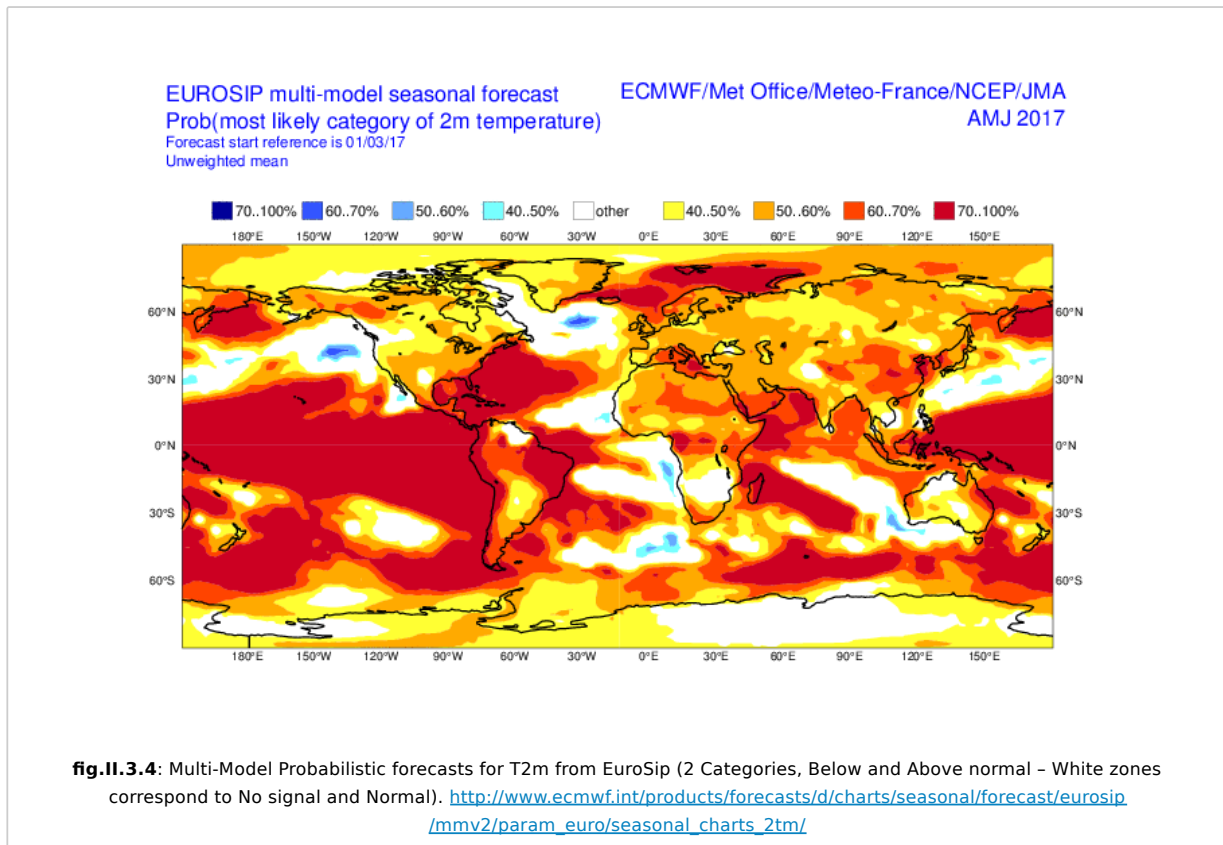 EUROSIP multi-model seasonal forecast
Prob(most likely category of 2m temperature)
Forecast start reference is 01/03/17
Unweighted mean
ECMWF/Met Office/Meteo-France/NCEP/JMA
AMJ 2017
70..100% 60..70% 50..60% 40..50% other 40..50% 50..60% 60..70% 70..100%
180°E 150°W 120°W 90°W 60°W 30°W 0°E 30°E 60°E 90°E 120°E 150°E
60°N 60°N
30°N 30°N
0°N 0°N
30°S 30°S
60°S 60°S
180°E 150°W 120°W 90°W 60°W 30°W 0°E 30°E 60°E 90°E 120°E 150°E
fig.II.3.4: Multi-Model Probabilistic forecasts for T2m from EuroSip (2 Categories, Below and Above normal – White zones
correspond to No signal and Normal). http://www.ecmwf.int/products/forecasts/d/charts/seasonal/forecast/eurosip
/mmv2/param_euro/seasonal_charts_2tm/